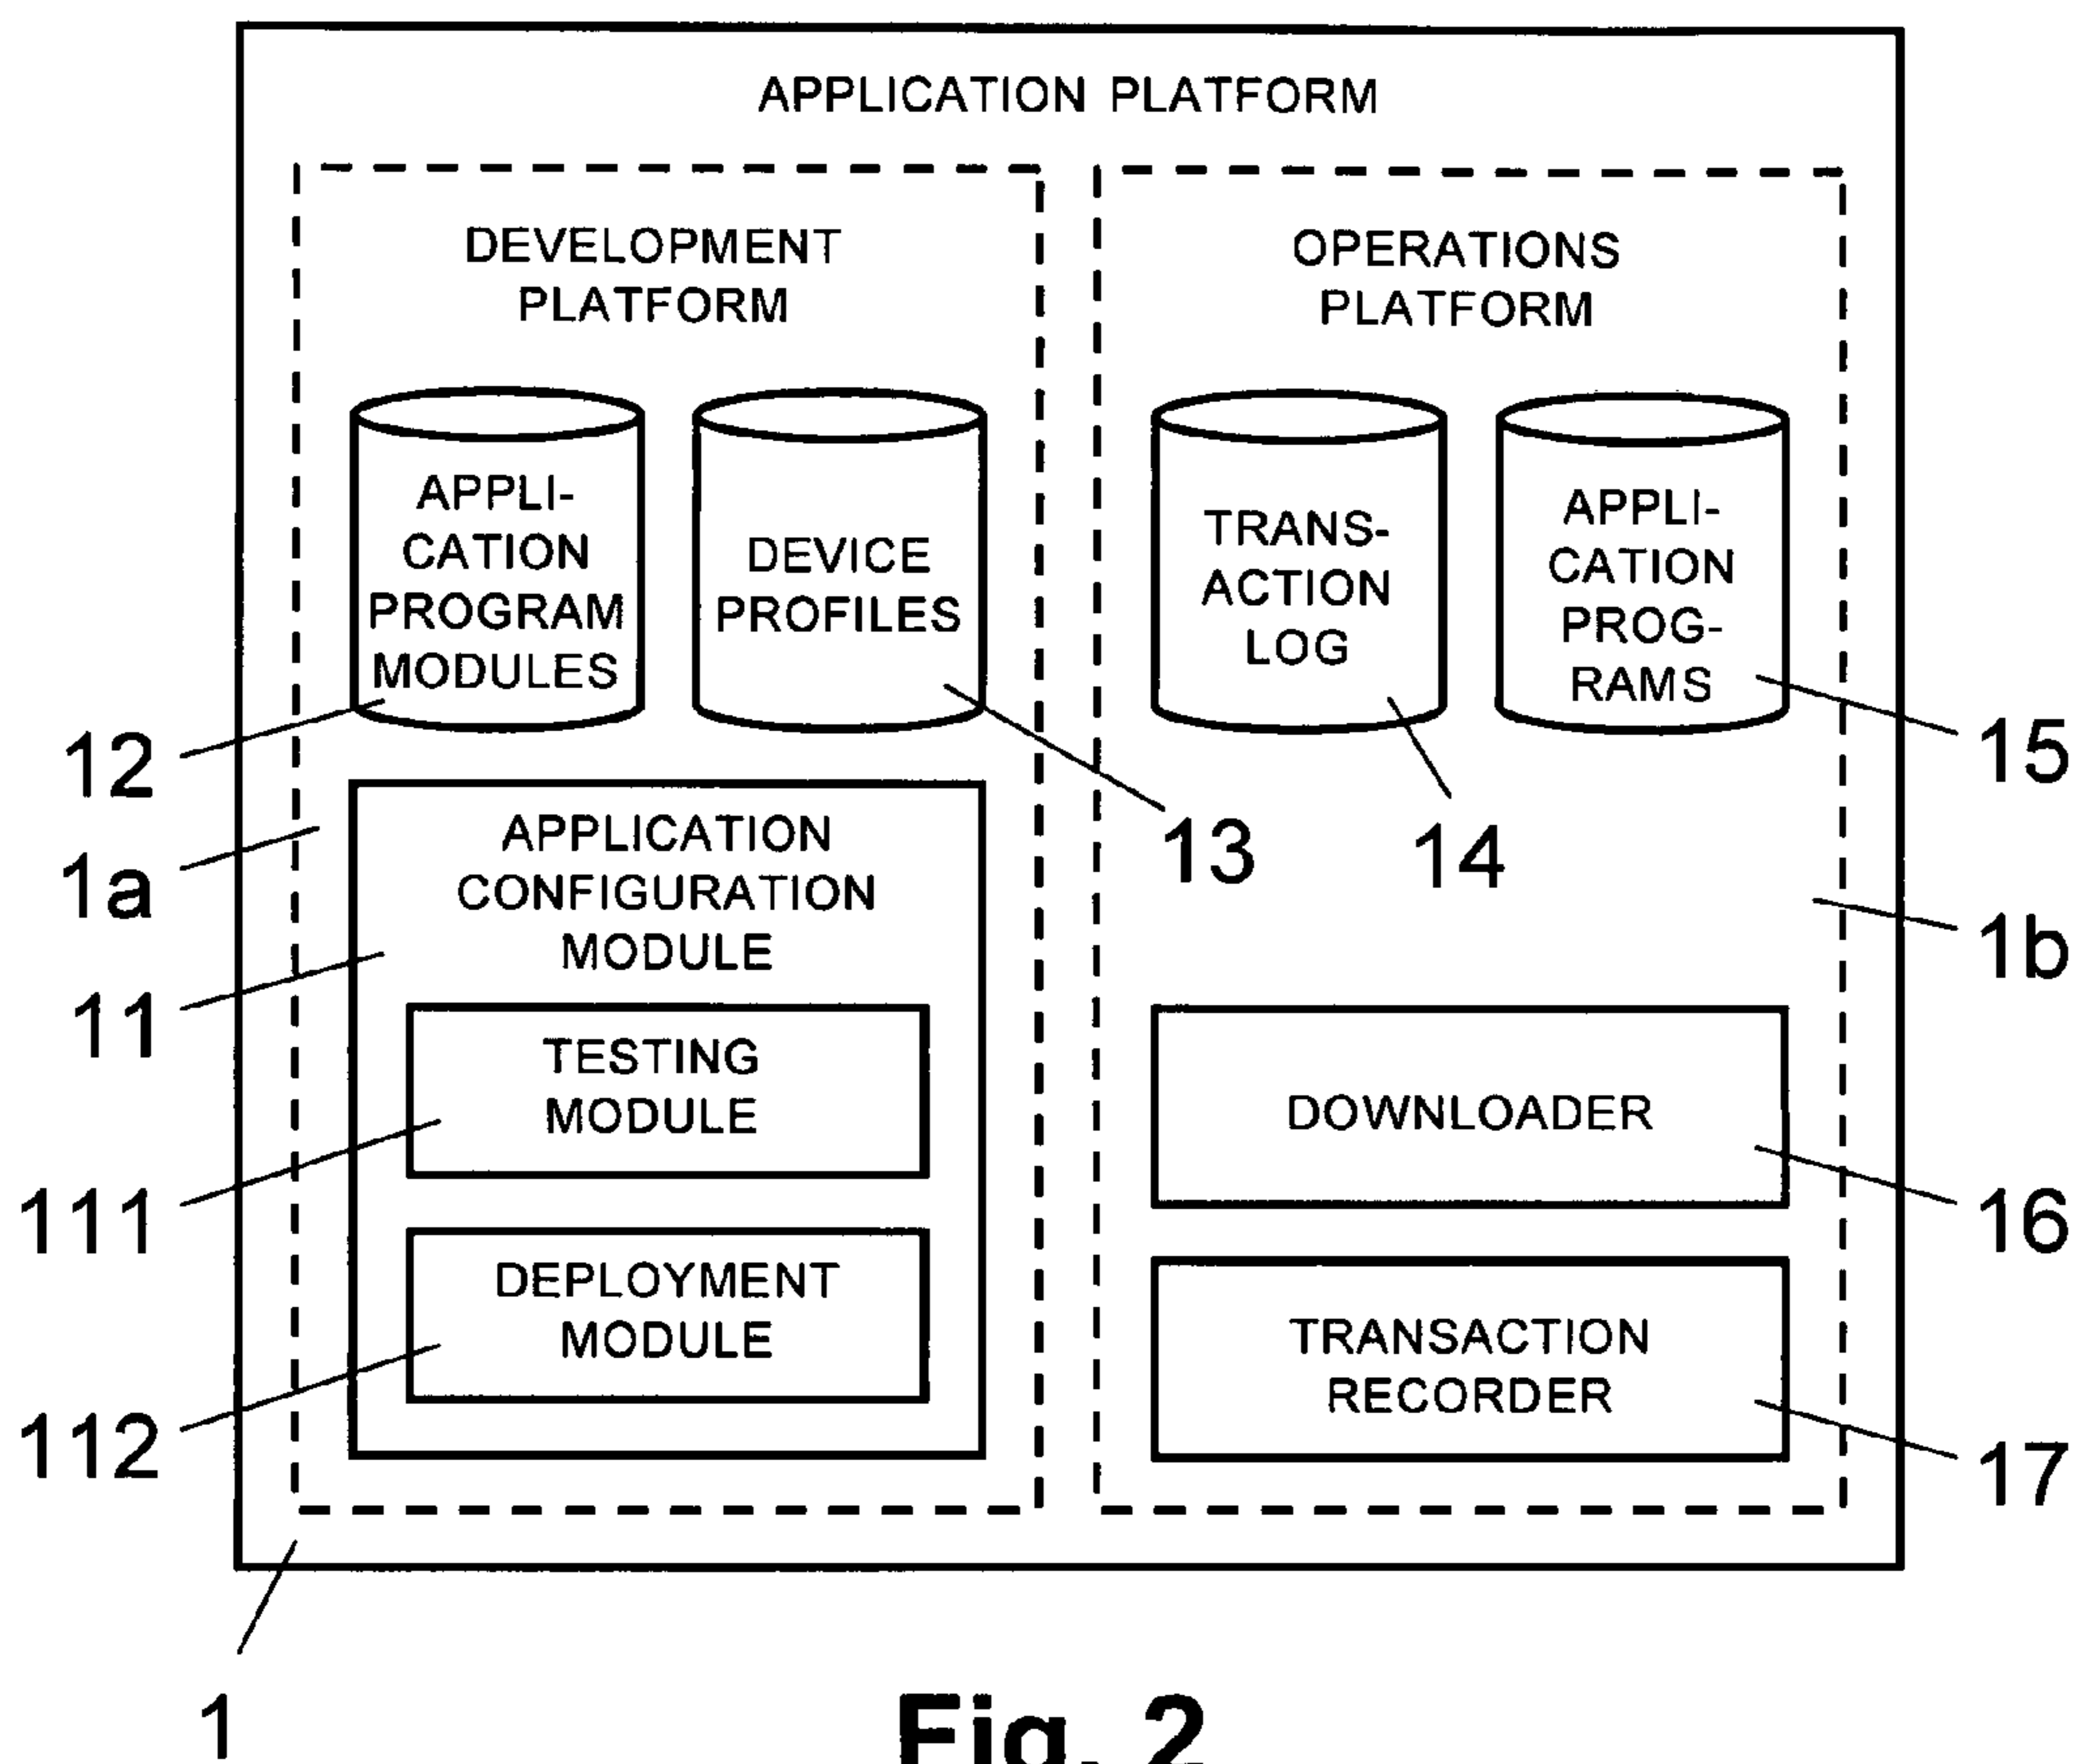 APPLICATION PLATFORM
DEVELOPMENT
PLATFORM
OPERATIONS
PLATFORM
APPLI-
CATION
PROGRAM
MODULES
DEVICE
PROFILES
TRANS-
ACTION
LOG
APPLI-
CATION
PROG-
RAMS
12
13
14
15
1a
1b
APPLICATION
CONFIGURATION
MODULE
11
TESTING
MODULE
111
DEPLOYMENT
MODULE
112
DOWNLOADER
16
TRANSACTION
RECORDER
17
1
Fig. 2